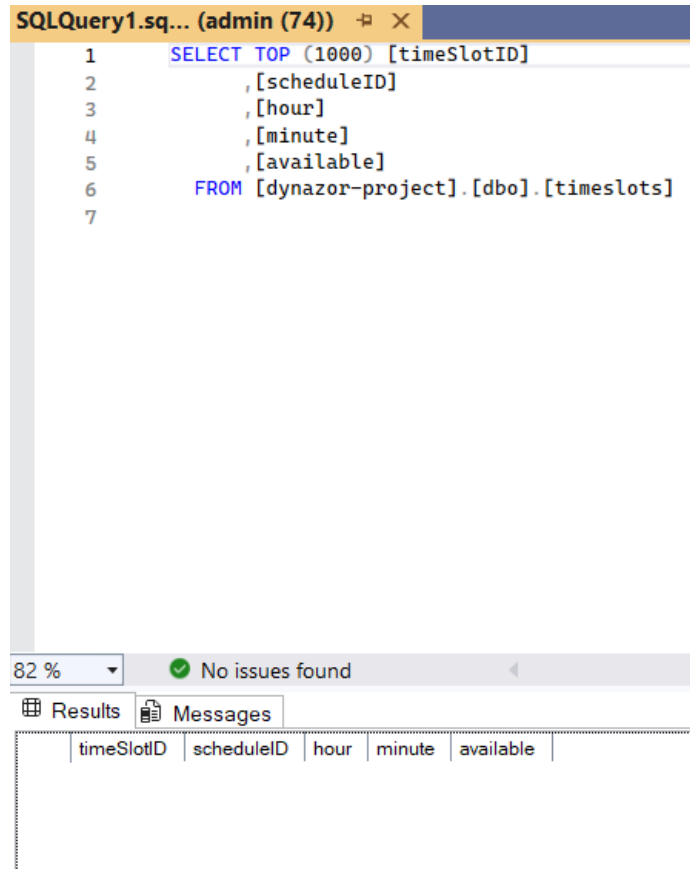 SQLQuery1.sq... (admin (74))
1 SELECT TOP (1000) [timeSlotID]
2 ,[scheduleID]
3 ,[hour]
4 ,[minute]
5 ,[available]
6 FROM [dynazor-project].[dbo].[timeslots]
7
82 % No issues found
Results Messages
timeSlotID scheduleID hour minute available